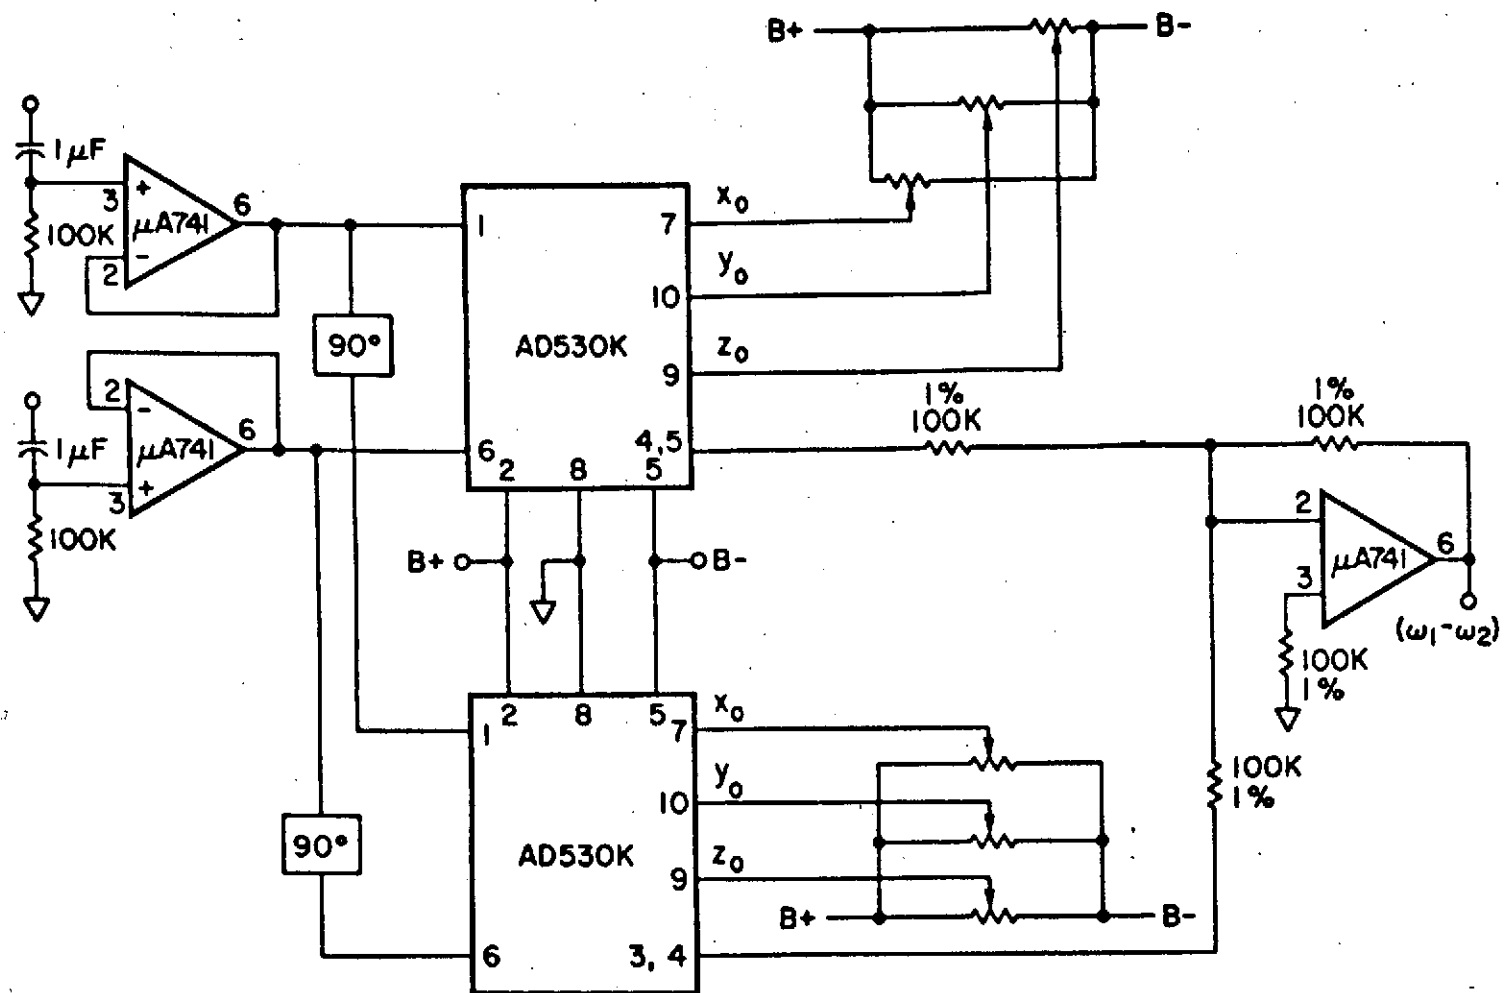 B+ B-
1μF
3 + 6
μA741
100K
2 -
1
x₀
7
y₀
10
90°
AD530K
z₀
9
1%
100K
1%
100K
2 - 6
1μF
μA741
3 +
100K
6 2 8 5 4,5
B+ B-
2 6
μA741
3
(ω₁-ω₂)
100K
1%
2 8 5 7 x₀
1
y₀
10
100K
1%
90°
AD530K
z₀
9
B+ B-
6 3, 4